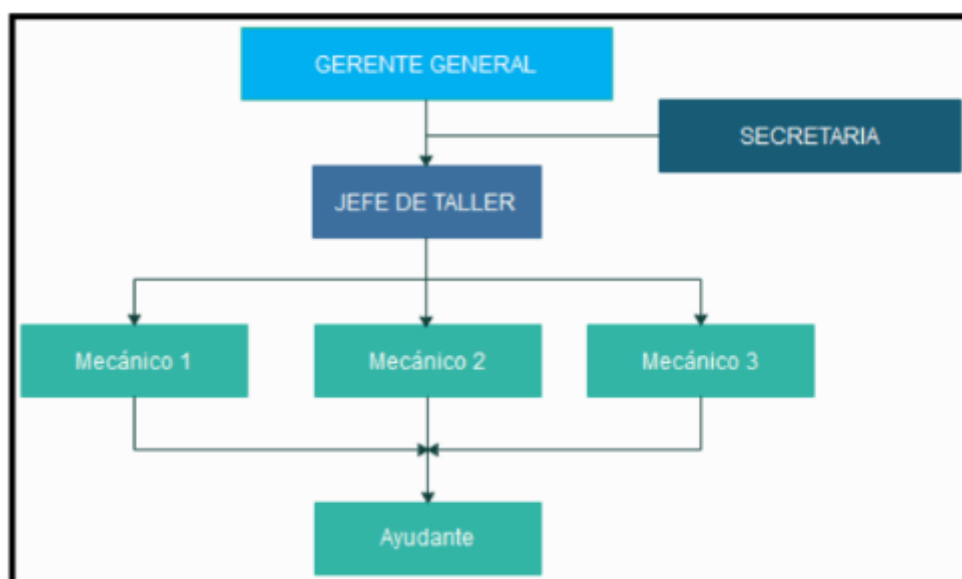 GERENTE GENERAL
SECRETARIA
JEFE DE TALLER
Mecánico 1
Mecánico 2
Mecánico 3
Ayudante